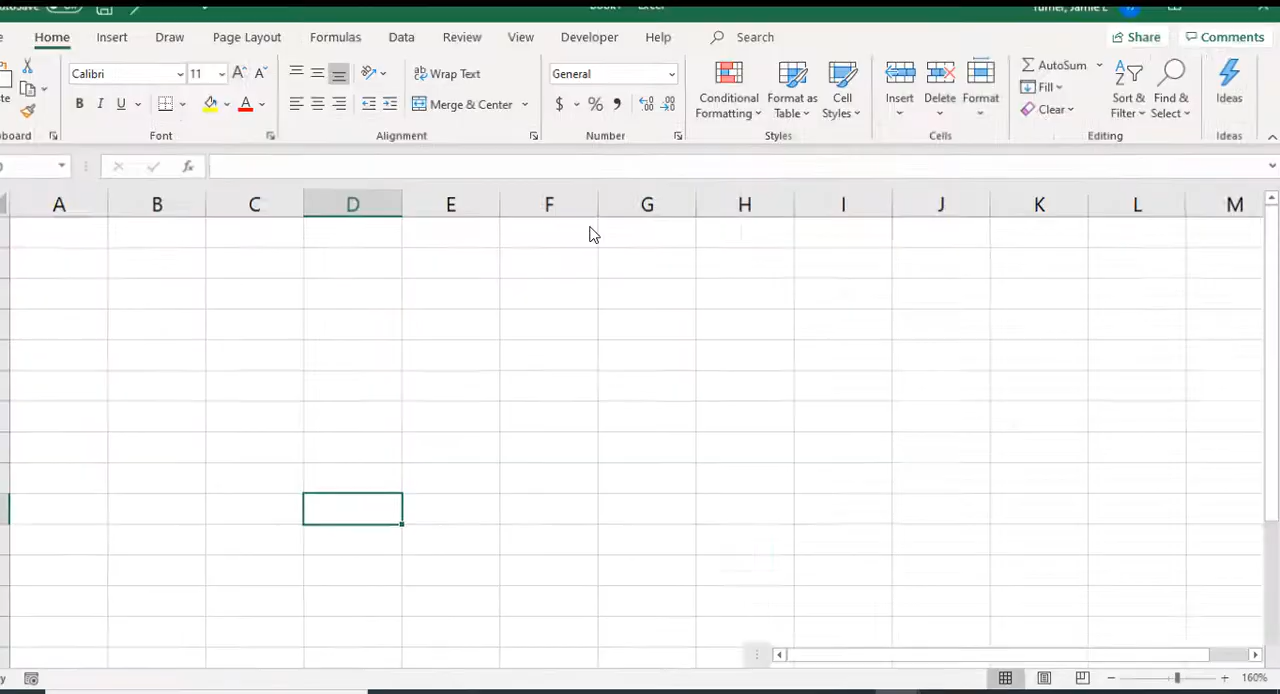 Home Insert Draw Page Layout Formulas Data Review View Developer Help Search Share Comments
Calibri 11 Wrap Text General AutoSum
Fill
B I U Merge & Center $ % Conditional Formatting Format as Table Cell Styles Insert Delete Format Clear Sort & Filter Find & Select Ideas
Font Alignment Number Styles Cells Editing Ideas
fx
A B C D E F G H I J K L M
160%